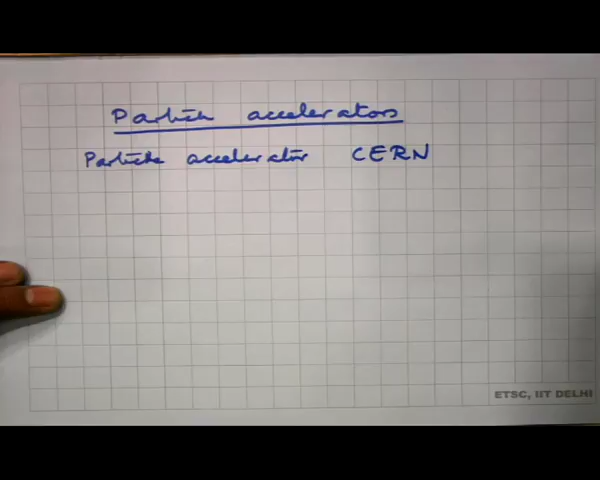 Particle accelerators
Particle accelerator CERN
ETSC, IIT DELHI